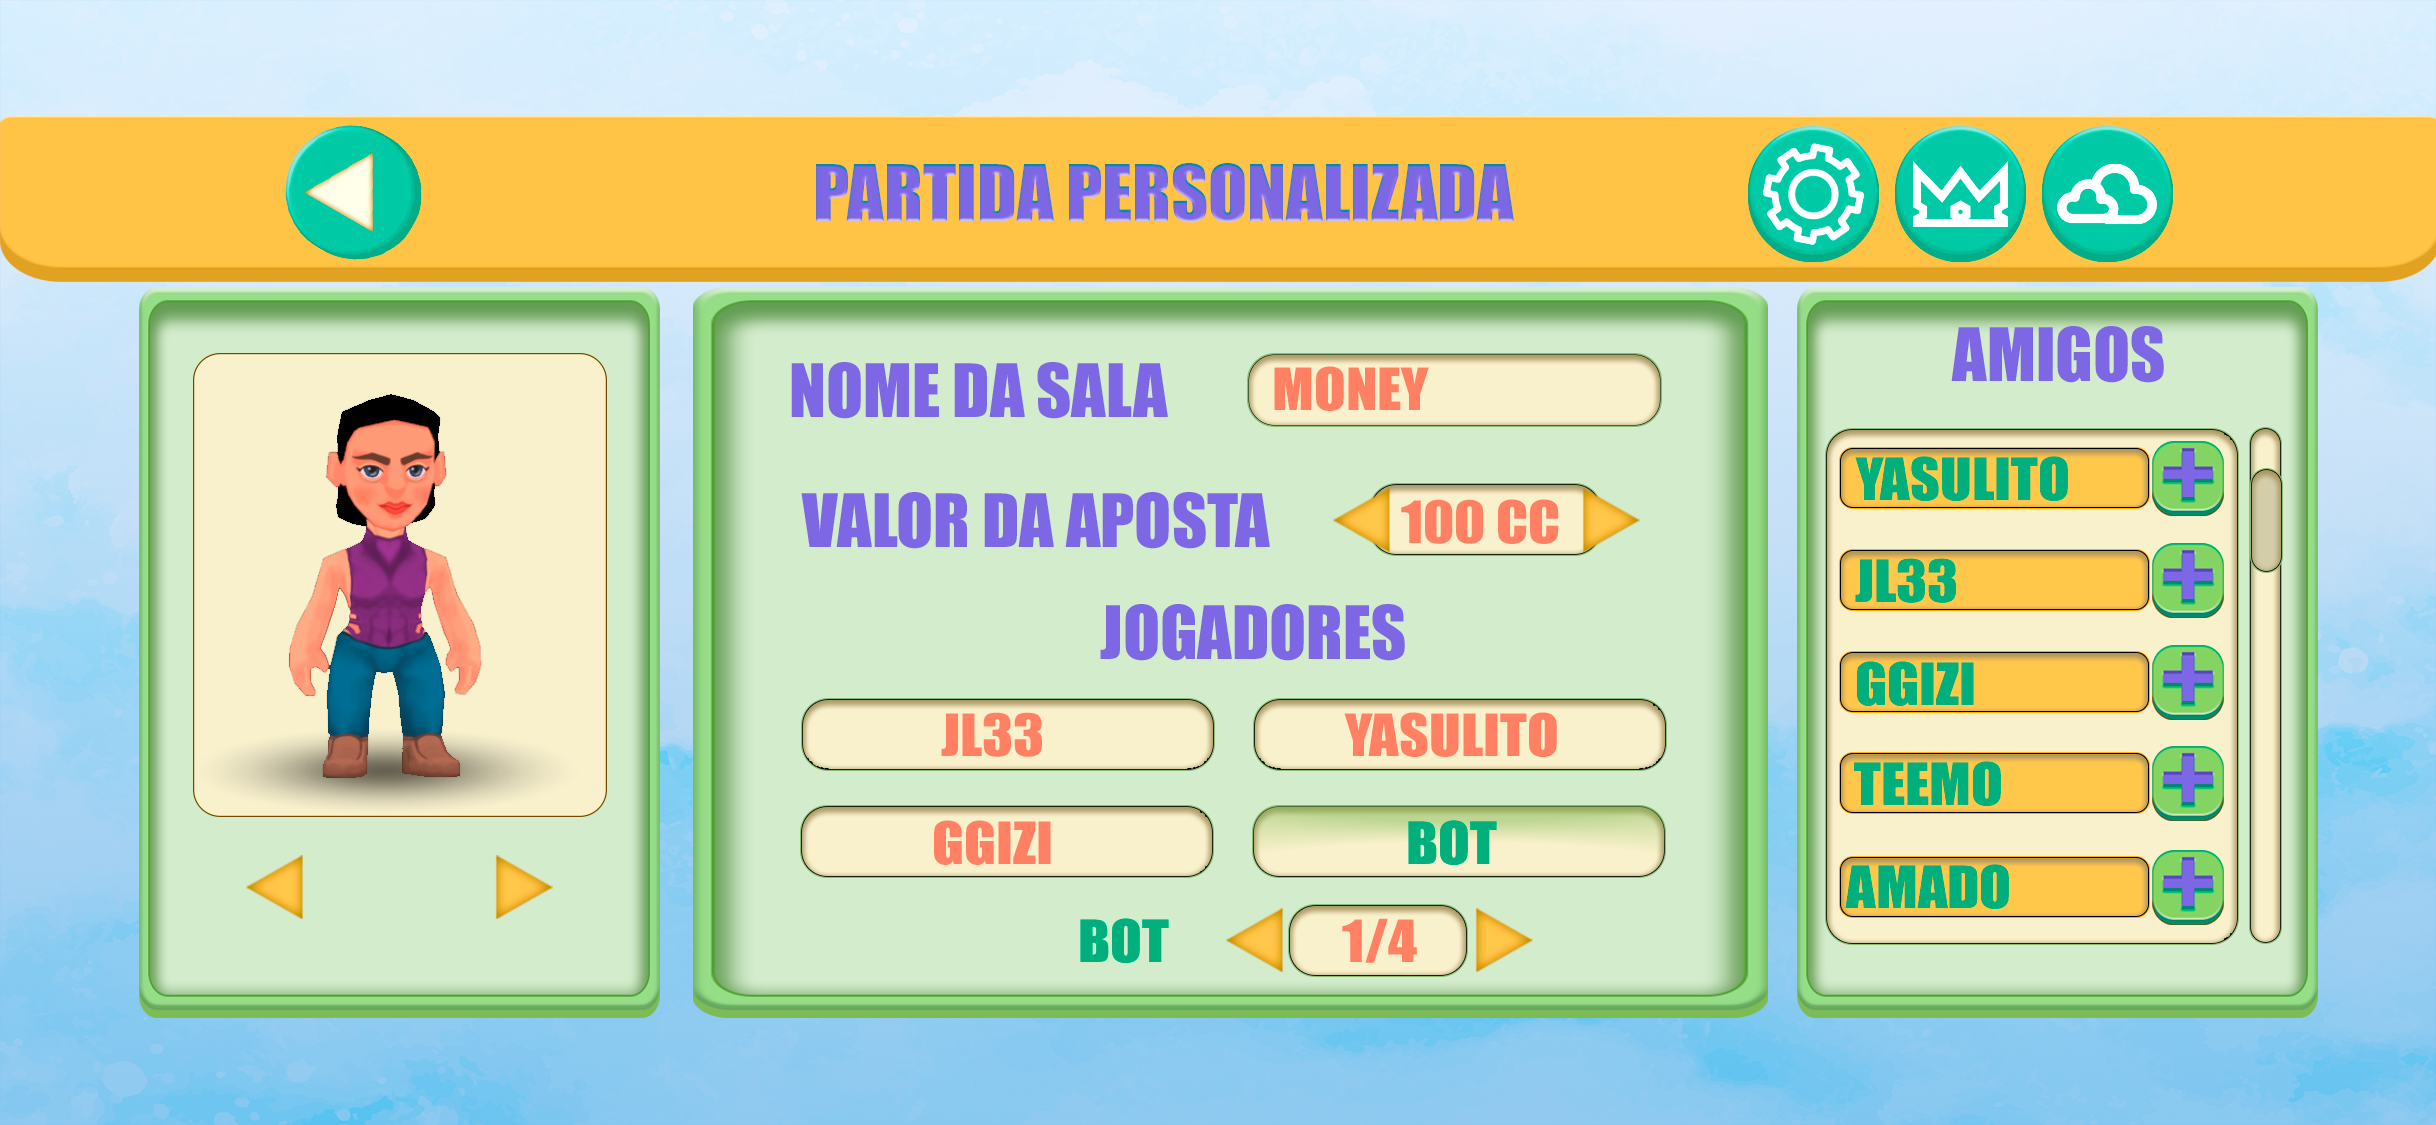 PARTIDA PERSONALIZADA
NOME DA SALA
MONEY
VALOR DA APOSTA
100 CC
JOGADORES
JL33
YASULITO
GGIZI
BOT
BOT
1/4
AMIGOS
YASULITO
JL33
GGIZI
TEEMO
AMADO